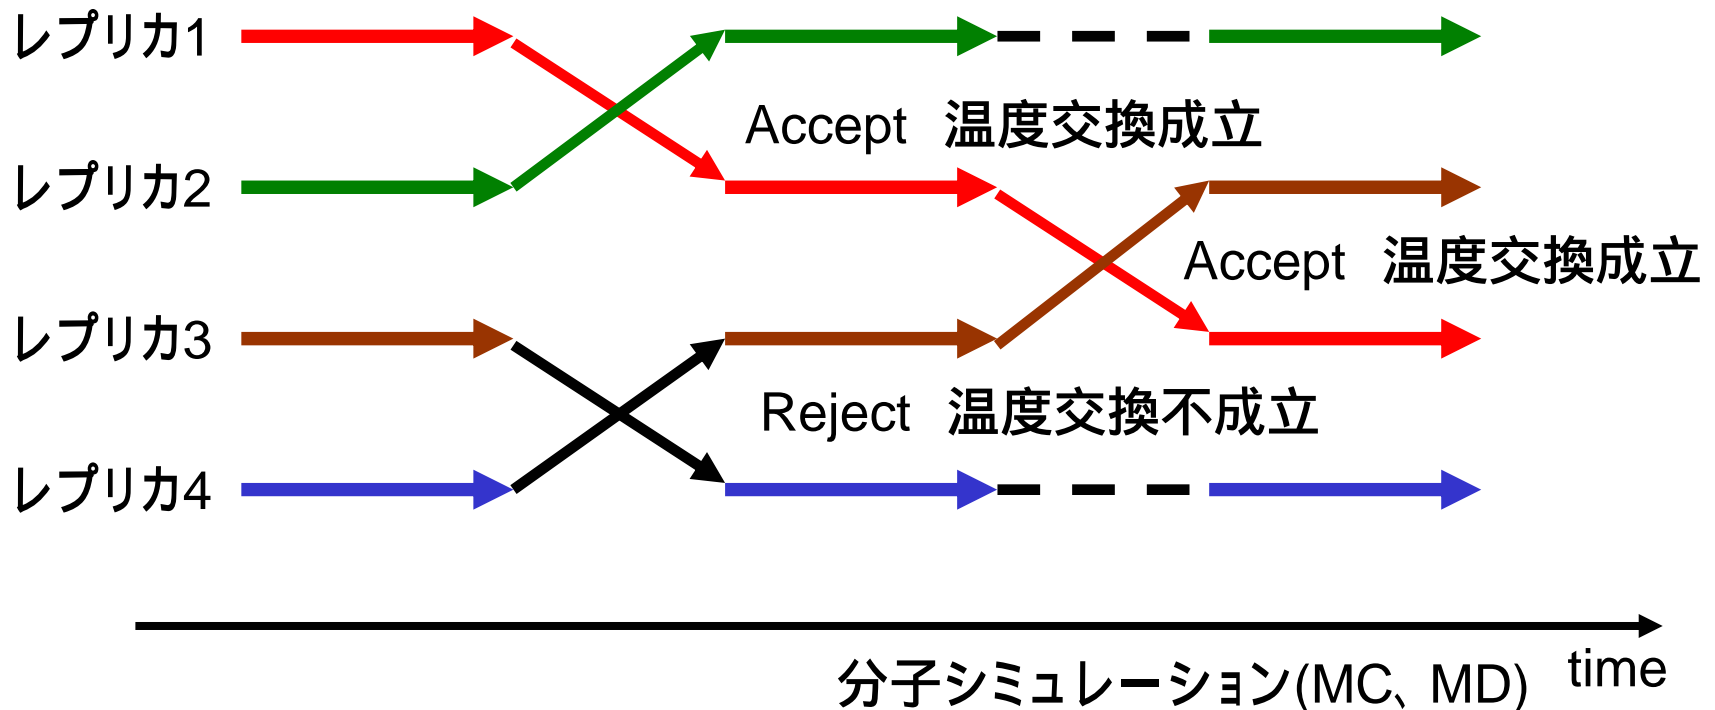 レプリカ1
Accept 温度交換成立
レプリカ2
Accept 温度交換成立
レプリカ3
Reject 温度交換不成立
レプリカ4
分子シミュレーション(MC、MD)
time